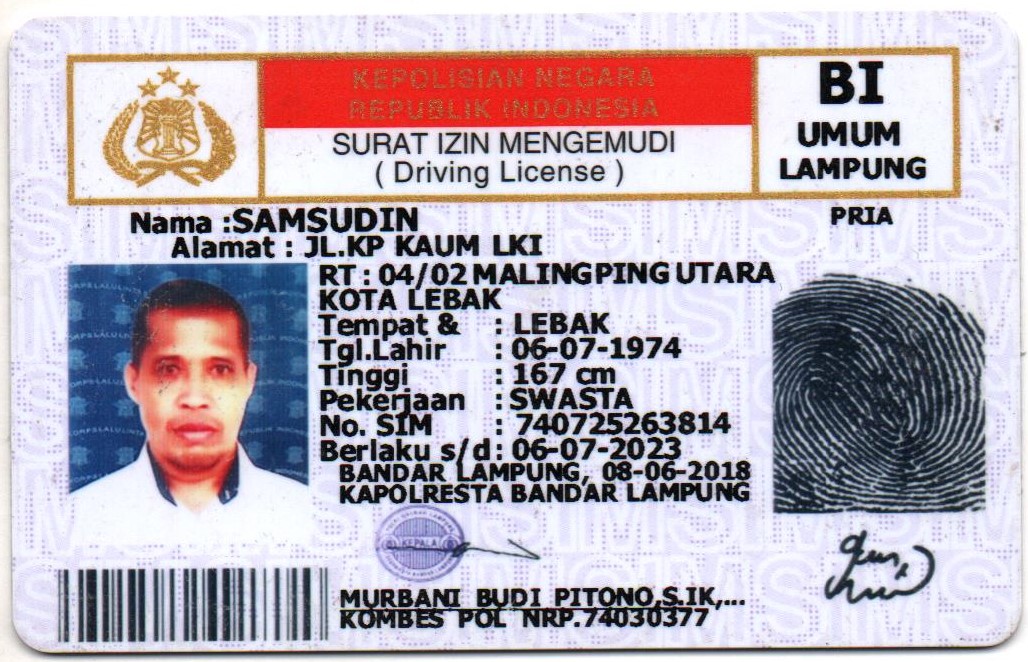 KEPOLISIAN NEGARA
REPUBLIK INDONESIA
SURAT IZIN MENGEMUDI
( Driving License )
BI
UMUM
LAMPUNG
PRIA
Nama :SAMSUDIN
Alamat : JL.KP KAUM LKI
RT : 04/02 MALINGPING UTARA
KOTA LEBAK
Tempat & : LEBAK
Tgl.Lahir : 06-07-1974
Tinggi : 167 cm
Pekerjaan : SWASTA
No. SIM : 740725263814
Berlaku s/d : 06-07-2023
BANDAR LAMPUNG, 08-06-2018
KAPOLRESTA BANDAR LAMPUNG
KEPALA
MURBANI BUDI PITONO,S.IK,...
KOMBES POL NRP.74030377